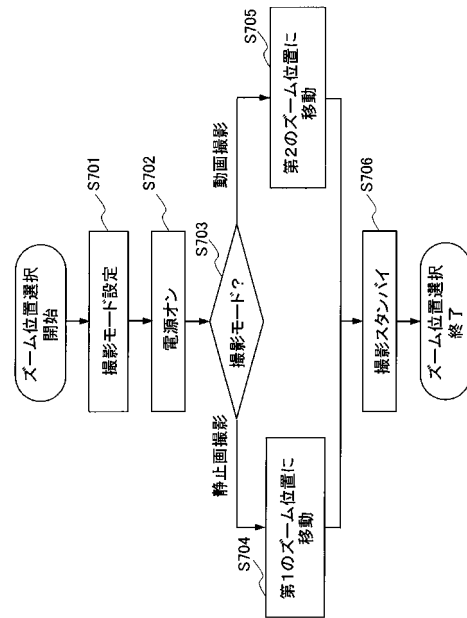 ズーム位置選択
開始
S701
撮影モード設定
S702
電源オン
S703
撮影モード?
静止画撮影
動画撮影
S704
第1のズーム位置に
移動
S705
第2のズーム位置に
移動
S706
撮影スタンバイ
ズーム位置選択
終了